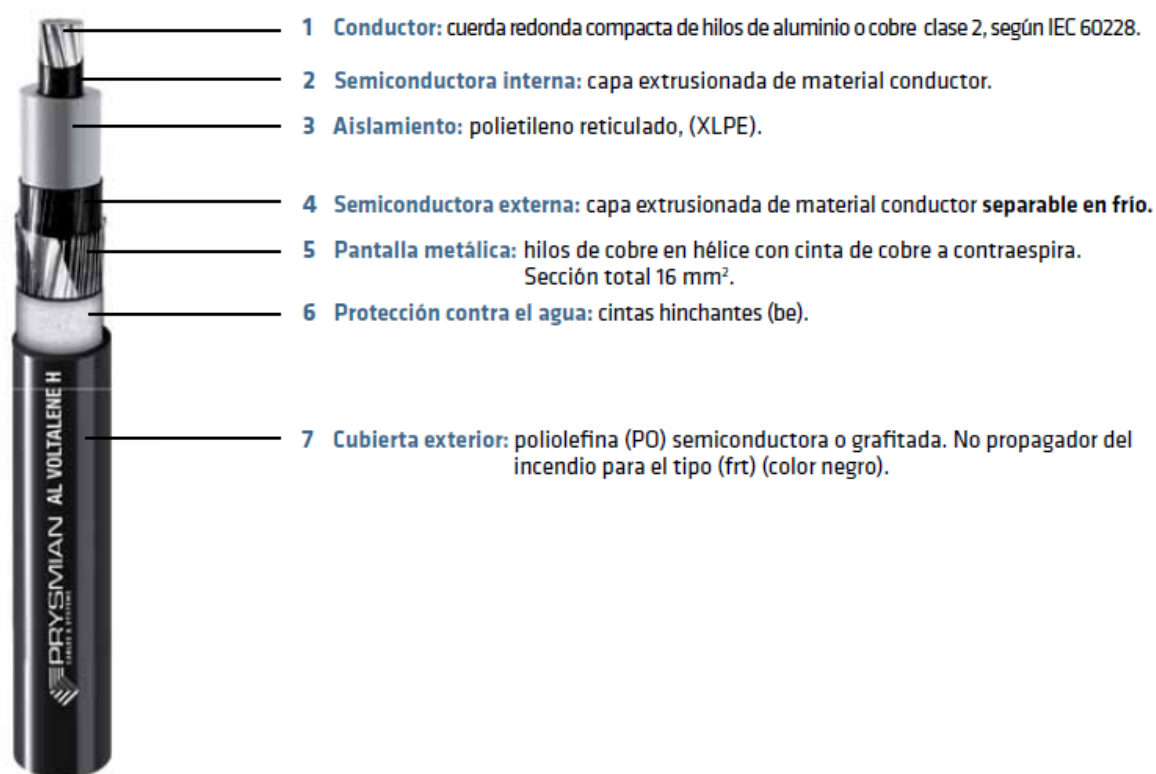 1 Conductor: cuerda redonda compacta de hilos de aluminio o cobre clase 2, según IEC 60228.
2 Semiconductora interna: capa extrusionada de material conductor.
3 Aislamiento: polietileno reticulado, (XLPE).
4 Semiconductora externa: capa extrusionada de material conductor separable en frío.
5 Pantalla metálica: hilos de cobre en hélice con cinta de cobre a contraespira.
Sección total 16 mm².
6 Protección contra el agua: cintas hinchantes (be).
7 Cubierta exterior: poliolefina (PO) semiconductora o grafitada. No propagador del
incendio para el tipo (frt) (color negro).
PRYSMIAN AL VOLTALENE H
CABLES & SYSTEMS